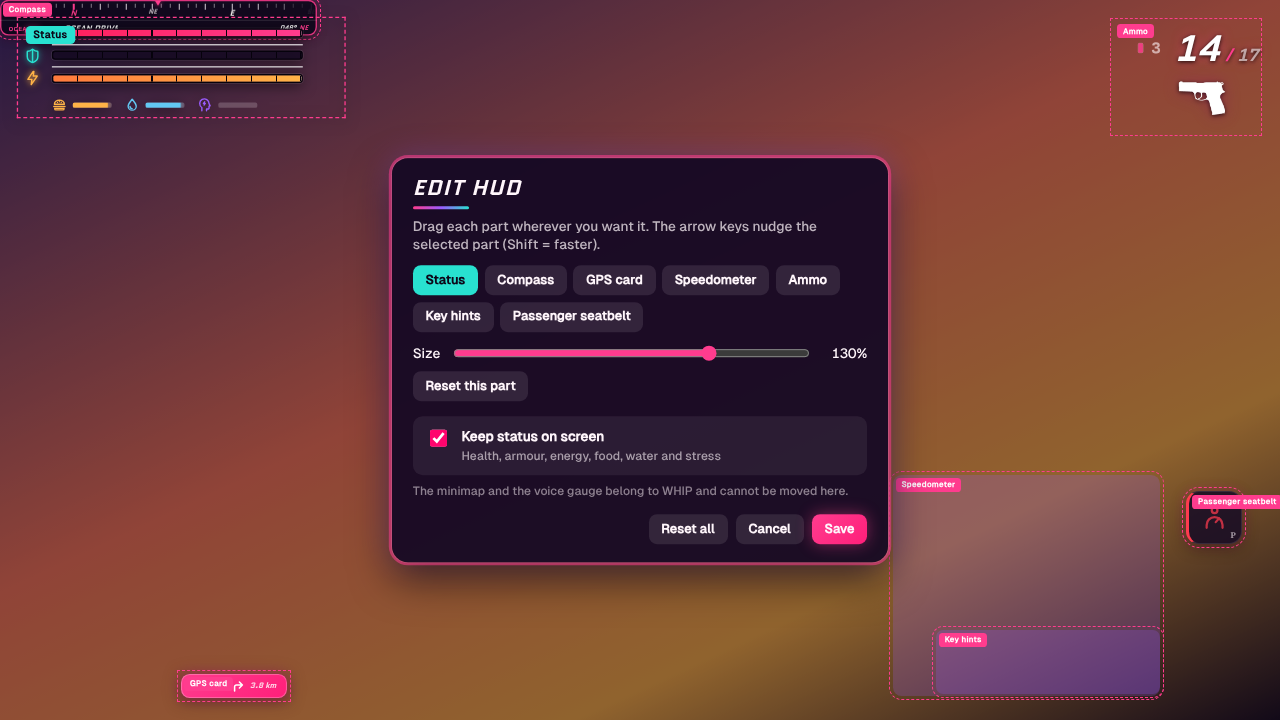 Compass
N
NE
E
Status
Ammo
3
14 / 17
EDIT HUD
Drag each part wherever you want it. The arrow keys nudge the
selected part (Shift = faster).
Status
Compass
GPS card
Speedometer
Ammo
Key hints
Passenger seatbelt
Size
130%
Reset this part
Keep status on screen
Health, armour, energy, food, water and stress
The minimap and the voice gauge belong to WHIP and cannot be moved here.
Reset all
Cancel
Save
Speedometer
Passenger seatbelt
P
Key hints
GPS card
3.8 km